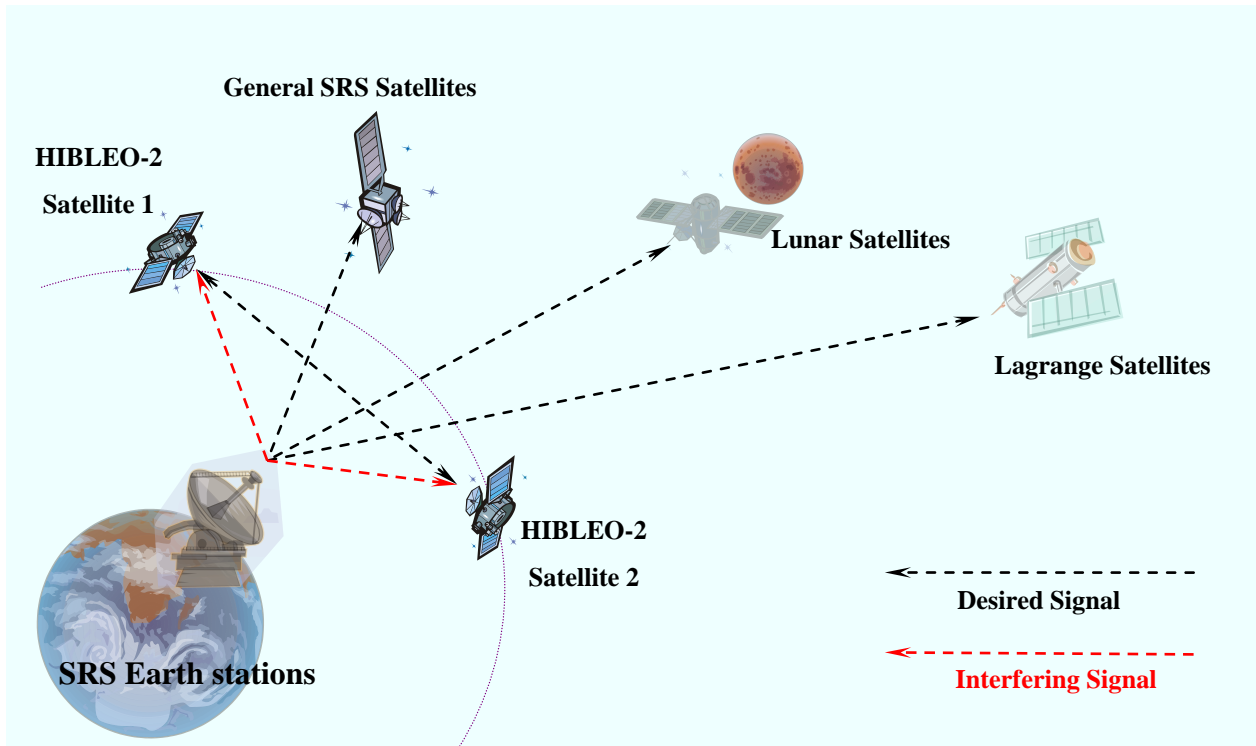 General SRS Satellites
HIBLEO-2
Satellite 1
Lunar Satellites
Lagrange Satellites
HIBLEO-2
Satellite 2
Desired Signal
SRS Earth stations
Interfering Signal